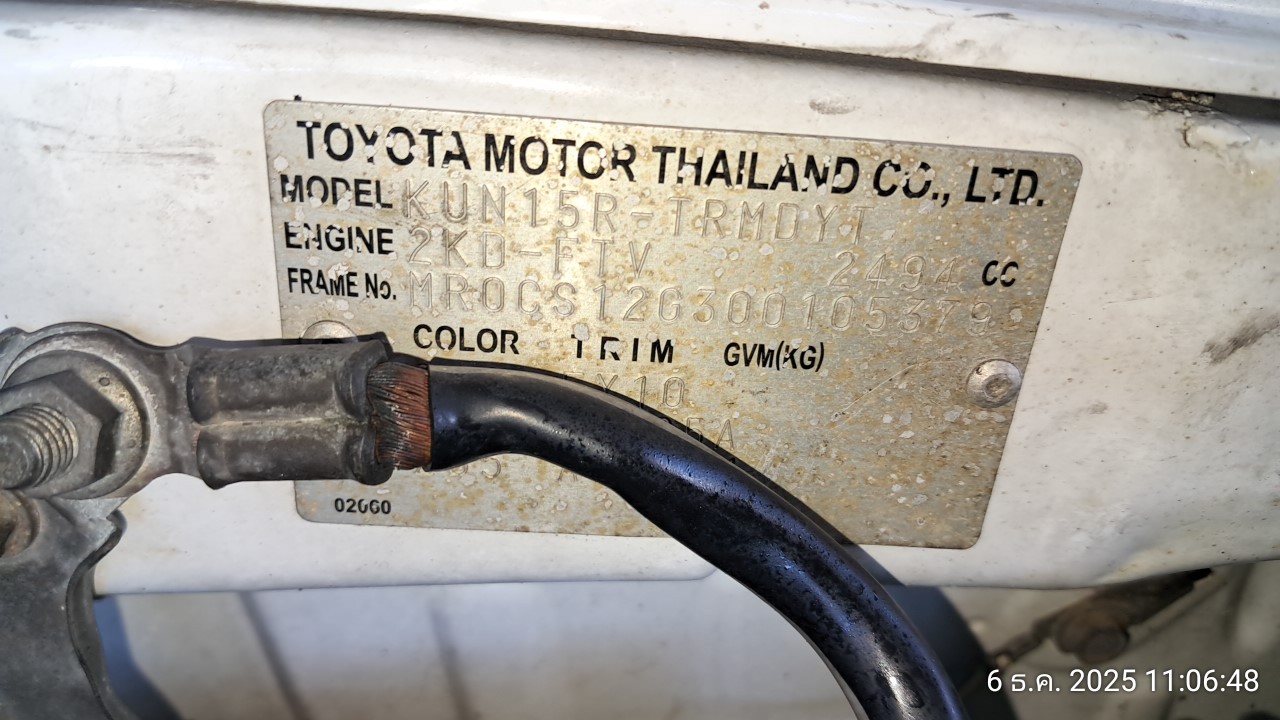 TOYOTA MOTOR THAILAND CO., LTD.
MODEL KUN15R-TRMDYT
ENGINE 2KD-FTV 2494 CC
FRAME No. MR0CS12G300105379
COLOR TRIM GVM(KG)
02060
6 ธ.ค. 2025 11:06:48